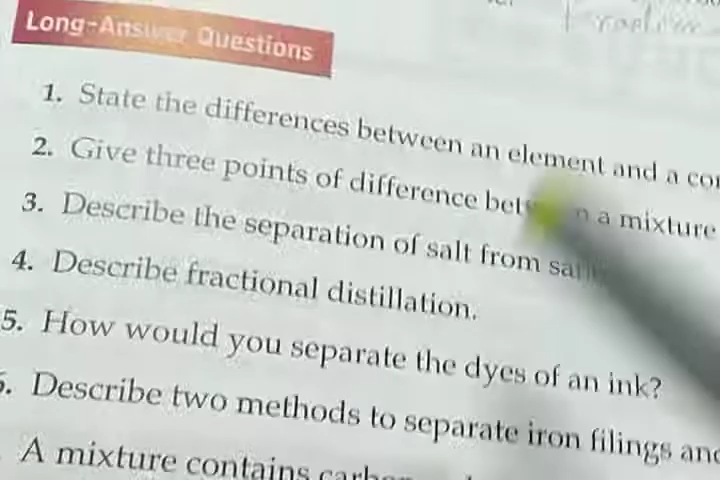 Long-Answer Questions
1. State the differences between an element and a
2. Give three points of difference a mixture
3. Describe the separation of salt from
4. Describe fractional distillation.
5. How would you separate the dyes of an ink?
Describe two methods to separate iron filings and
A mixture contains